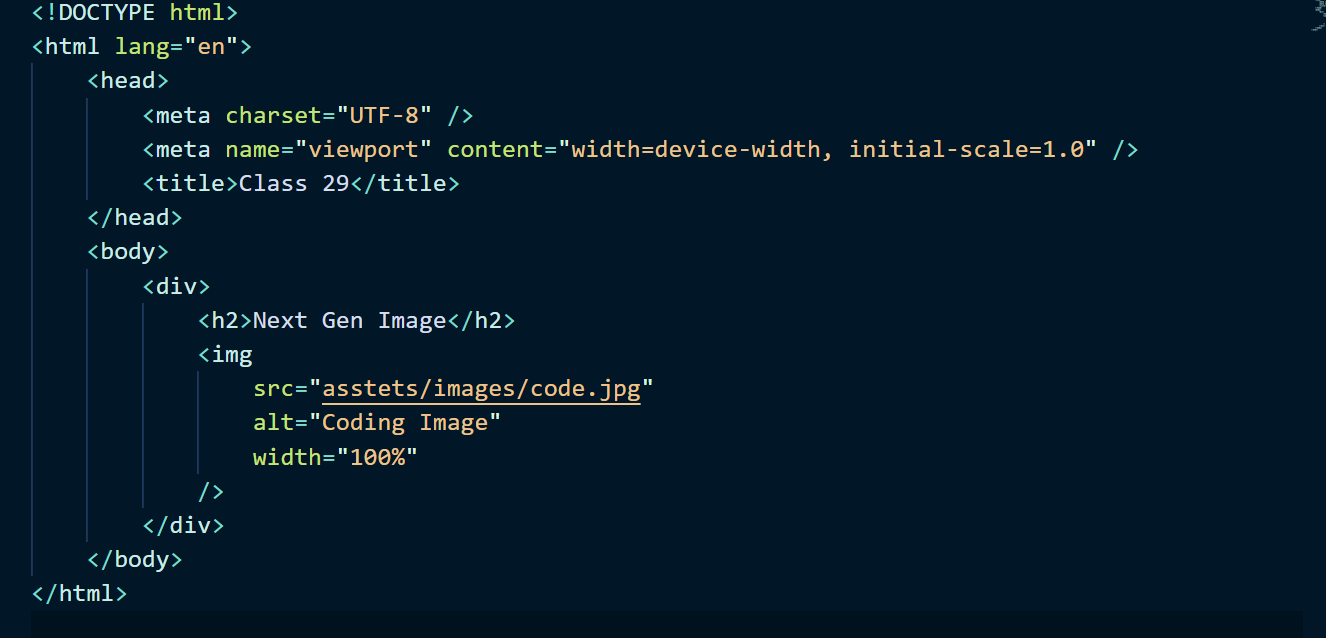 <!DOCTYPE html>
<html lang="en">
    <head>
        <meta charset="UTF-8" />
        <meta name="viewport" content="width=device-width, initial-scale=1.0" />
        <title>Class 29</title>
    </head>
    <body>
        <div>
            <h2>Next Gen Image</h2>
            <img
                src="asstets/images/code.jpg"
                alt="Coding Image"
                width="100%"
            />
        </div>
    </body>
</html>